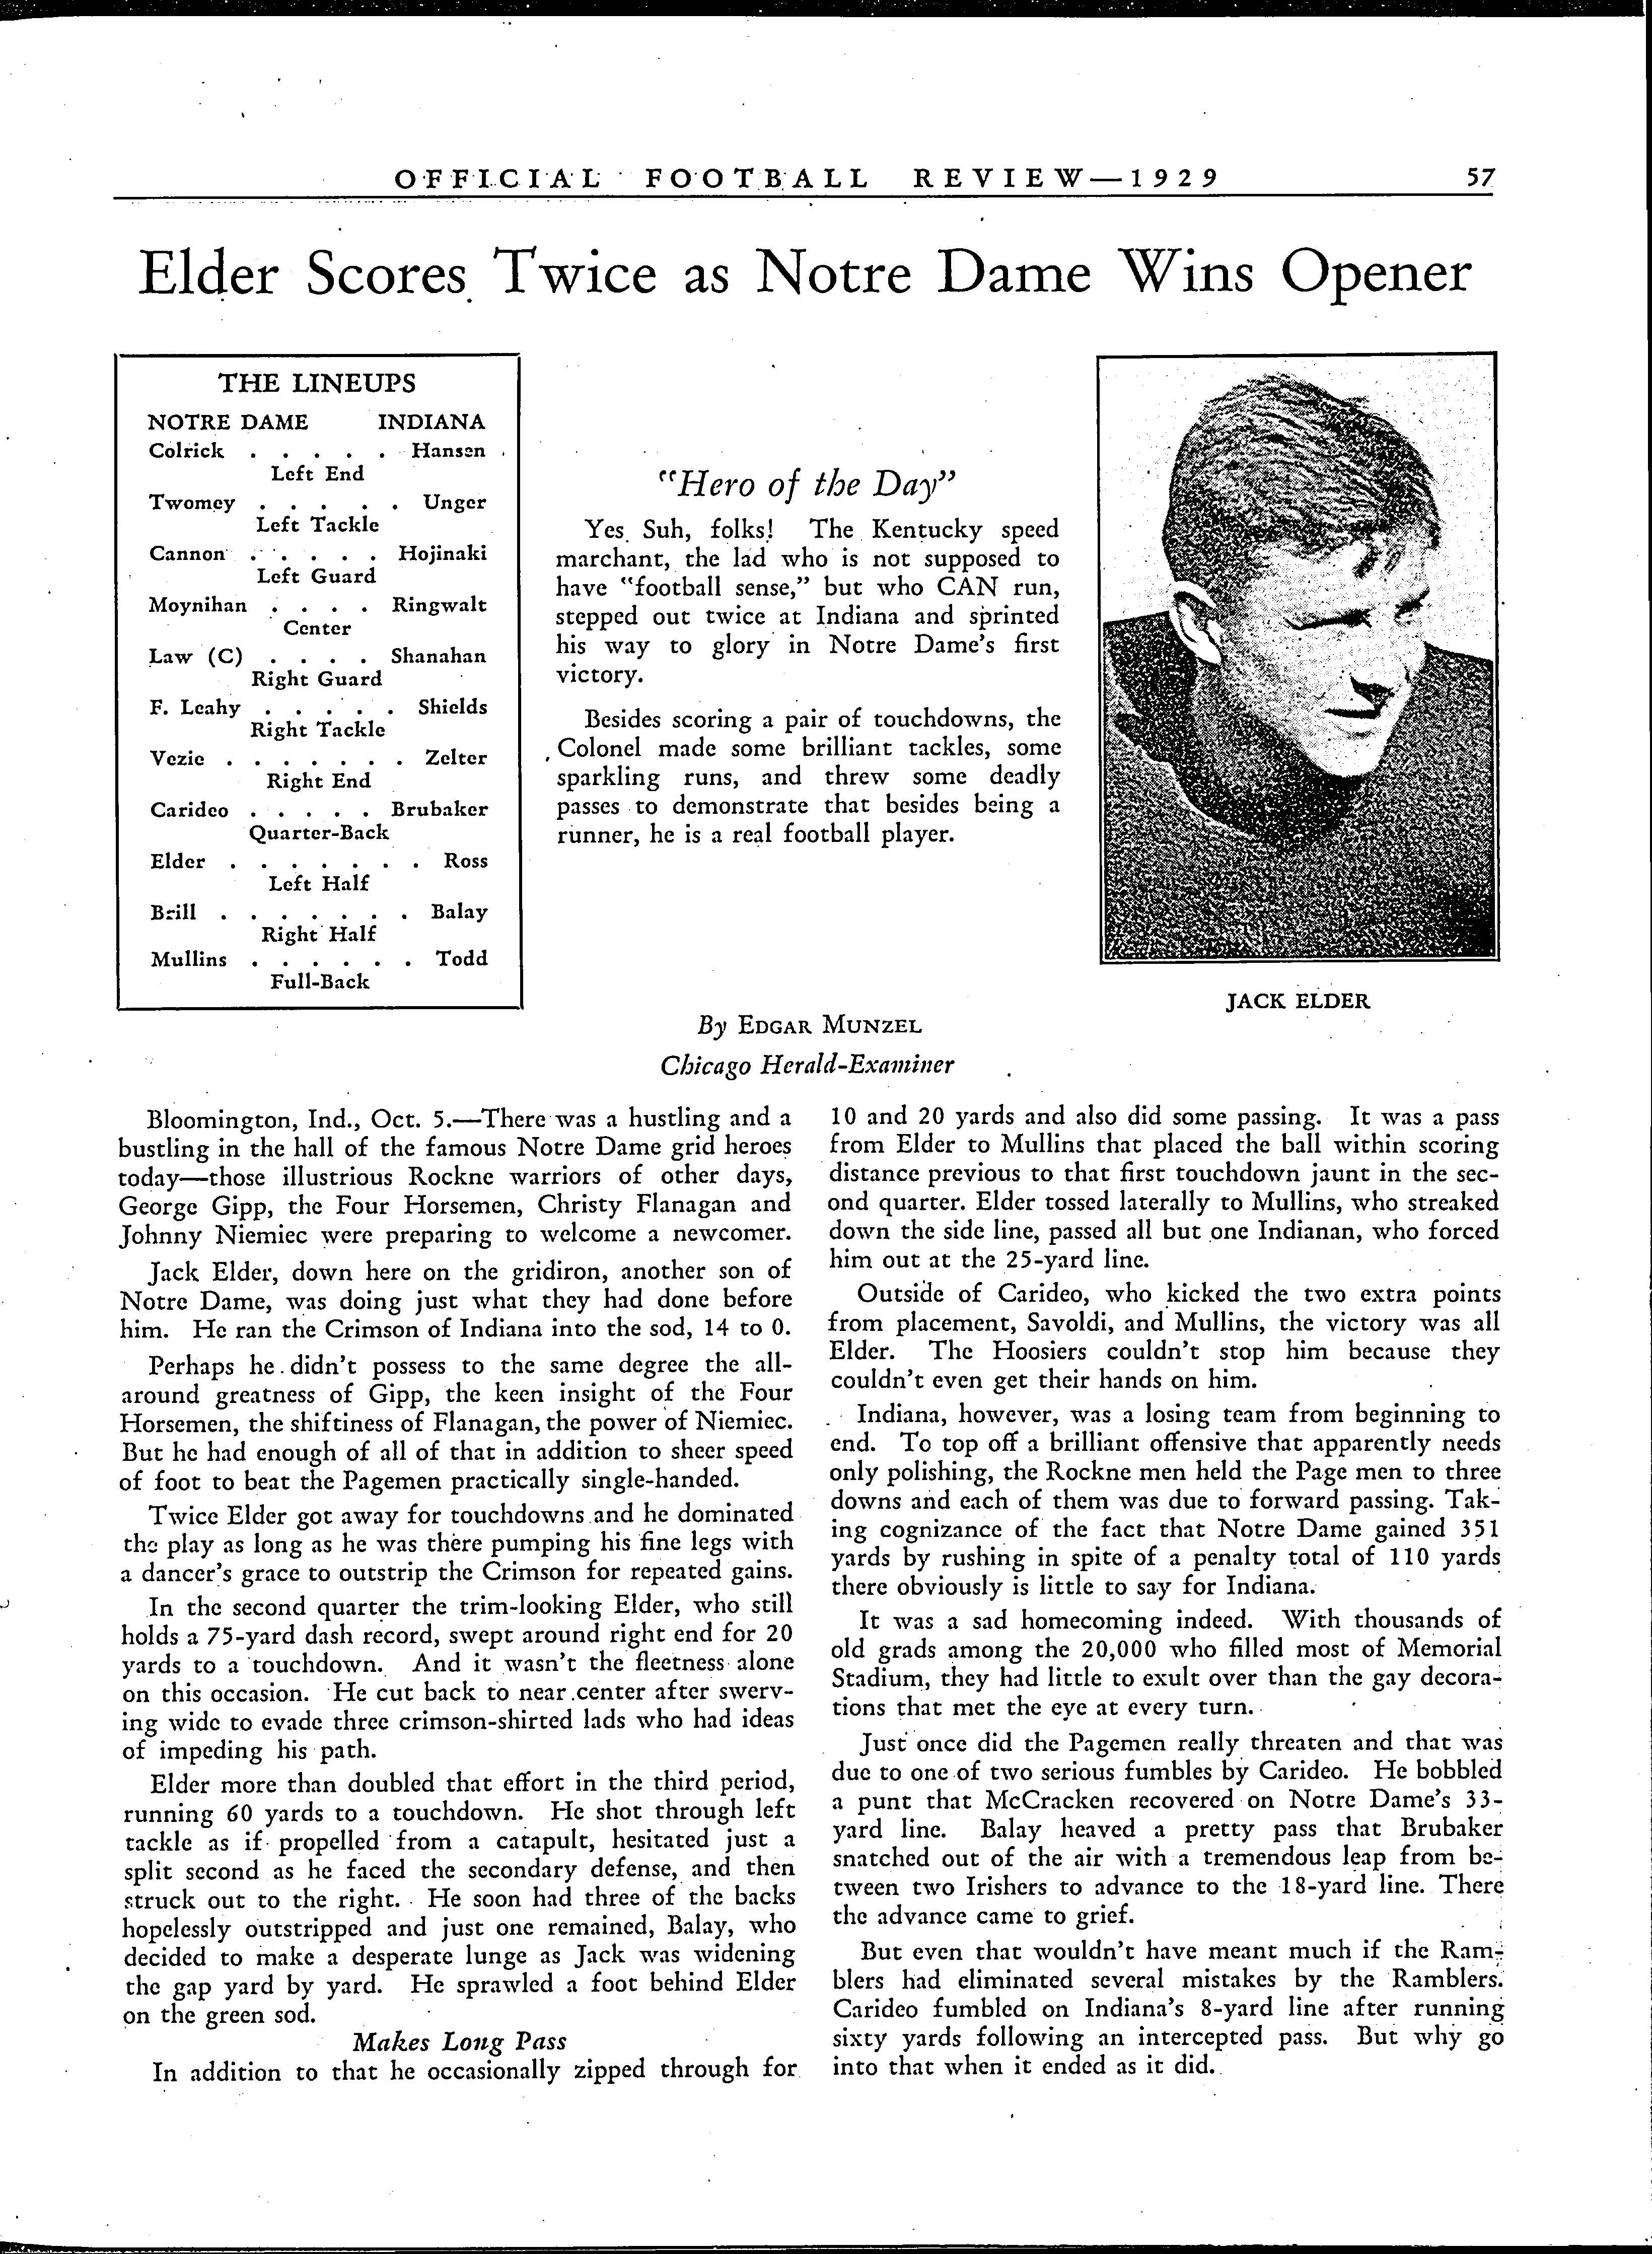 OFFICIAL FOOTBALL REVIEW—1929 57
Elder Scores Twice as Notre Dame Wins Opener
THE LINEUPS
NOTRE DAME INDIANA
Colrick . . . . . Hansen
Left End
Twomey . . . . . Unger
Left Tackle
Cannon . . . . . Hojinaki
Left Guard
Moynihan . . . . Ringwalt
Center
Law (C) . . . . Shanahan
Right Guard
F. Leahy . . . . . Shields
Right Tackle
Vezie . . . . . . . Zelter
Right End
Carideo . . . . . Brubaker
Quarter-Back
Elder . . . . . . . Ross
Left Half
Brill . . . . . . . Balay
Right Half
Mullins . . . . . . Todd
Full-Back
"Hero of the Day"
Yes Suh, folks! The Kentucky speed
marchant, the lad who is not supposed to
have "football sense," but who CAN run,
stepped out twice at Indiana and sprinted
his way to glory in Notre Dame's first
victory.
Besides scoring a pair of touchdowns, the
Colonel made some brilliant tackles, some
sparkling runs, and threw some deadly
passes to demonstrate that besides being a
runner, he is a real football player.
JACK ELDER
By EDGAR MUNZEL
Chicago Herald-Examiner
Bloomington, Ind., Oct. 5.—There was a hustling and a
bustling in the hall of the famous Notre Dame grid heroes
today—those illustrious Rockne warriors of other days,
George Gipp, the Four Horsemen, Christy Flanagan and
Johnny Niemiec were preparing to welcome a newcomer.
Jack Elder, down here on the gridiron, another son of
Notre Dame, was doing just what they had done before
him. He ran the Crimson of Indiana into the sod, 14 to 0.
Perhaps he didn't possess to the same degree the all-
around greatness of Gipp, the keen insight of the Four
Horsemen, the shiftiness of Flanagan, the power of Niemiec.
But he had enough of all of that in addition to sheer speed
of foot to beat the Pagemen practically single-handed.
Twice Elder got away for touchdowns and he dominated
the play as long as he was there pumping his fine legs with
a dancer's grace to outstrip the Crimson for repeated gains.
In the second quarter the trim-looking Elder, who still
holds a 75-yard dash record, swept around right end for 20
yards to a touchdown. And it wasn't the fleetness alone
on this occasion. He cut back to near center after swerv-
ing wide to evade three crimson-shirted lads who had ideas
of impeding his path.
Elder more than doubled that effort in the third period,
running 60 yards to a touchdown. He shot through left
tackle as if propelled from a catapult, hesitated just a
split second as he faced the secondary defense, and then
struck out to the right. He soon had three of the backs
hopelessly outstripped and just one remained, Balay, who
decided to make a desperate lunge as Jack was widening
the gap yard by yard. He sprawled a foot behind Elder
on the green sod.
Makes Long Pass
In addition to that he occasionally zipped through for
10 and 20 yards and also did some passing. It was a pass
from Elder to Mullins that placed the ball within scoring
distance previous to that first touchdown jaunt in the sec-
ond quarter. Elder tossed laterally to Mullins, who streaked
down the side line, passed all but one Indianan, who forced
him out at the 25-yard line.
Outside of Carideo, who kicked the two extra points
from placement, Savoldi, and Mullins, the victory was all
Elder. The Hoosiers couldn't stop him because they
couldn't even get their hands on him.
Indiana, however, was a losing team from beginning to
end. To top off a brilliant offensive that apparently needs
only polishing, the Rockne men held the Page men to three
downs and each of them was due to forward passing. Tak-
ing cognizance of the fact that Notre Dame gained 351
yards by rushing in spite of a penalty total of 110 yards
there obviously is little to say for Indiana.
It was a sad homecoming indeed. With thousands of
old grads among the 20,000 who filled most of Memorial
Stadium, they had little to exult over than the gay decora-
tions that met the eye at every turn.
Just once did the Pagemen really threaten and that was
due to one of two serious fumbles by Carideo. He bobbled
a punt that McCracken recovered on Notre Dame's 33-
yard line. Balay heaved a pretty pass that Brubaker
snatched out of the air with a tremendous leap from be-
tween two Irishers to advance to the 18-yard line. There
the advance came to grief.
But even that wouldn't have meant much if the Ram-
blers had eliminated several mistakes by the Ramblers.
Carideo fumbled on Indiana's 8-yard line after running
sixty yards following an intercepted pass. But why go
into that when it ended as it did.